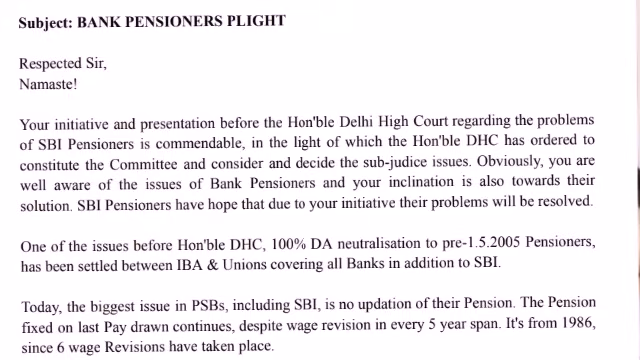 Subject: BANK PENSIONERS PLIGHT
Respected Sir,
Namaste!
Your initiative and presentation before the Hon'ble Delhi High Court regarding the problems
of SBI Pensioners is commendable, in the light of which the Hon'ble DHC has ordered to
constitute the Committee and consider and decide the sub-judice issues. Obviously, you are
well aware of the issues of Bank Pensioners and your inclination is also towards their
solution. SBI Pensioners have hope that due to your initiative their problems will be resolved.
One of the issues before Hon'ble DHC, 100% DA neutralisation to pre-1.5.2005 Pensioners,
has been settled between IBA & Unions covering all Banks in addition to SBI.
Today, the biggest issue in PSBs, including SBI, is no updation of their Pension. The Pension
fixed on last Pay drawn continues, despite wage revision in every 5 year span. It's from 1986,
since 6 wage Revisions have taken place.